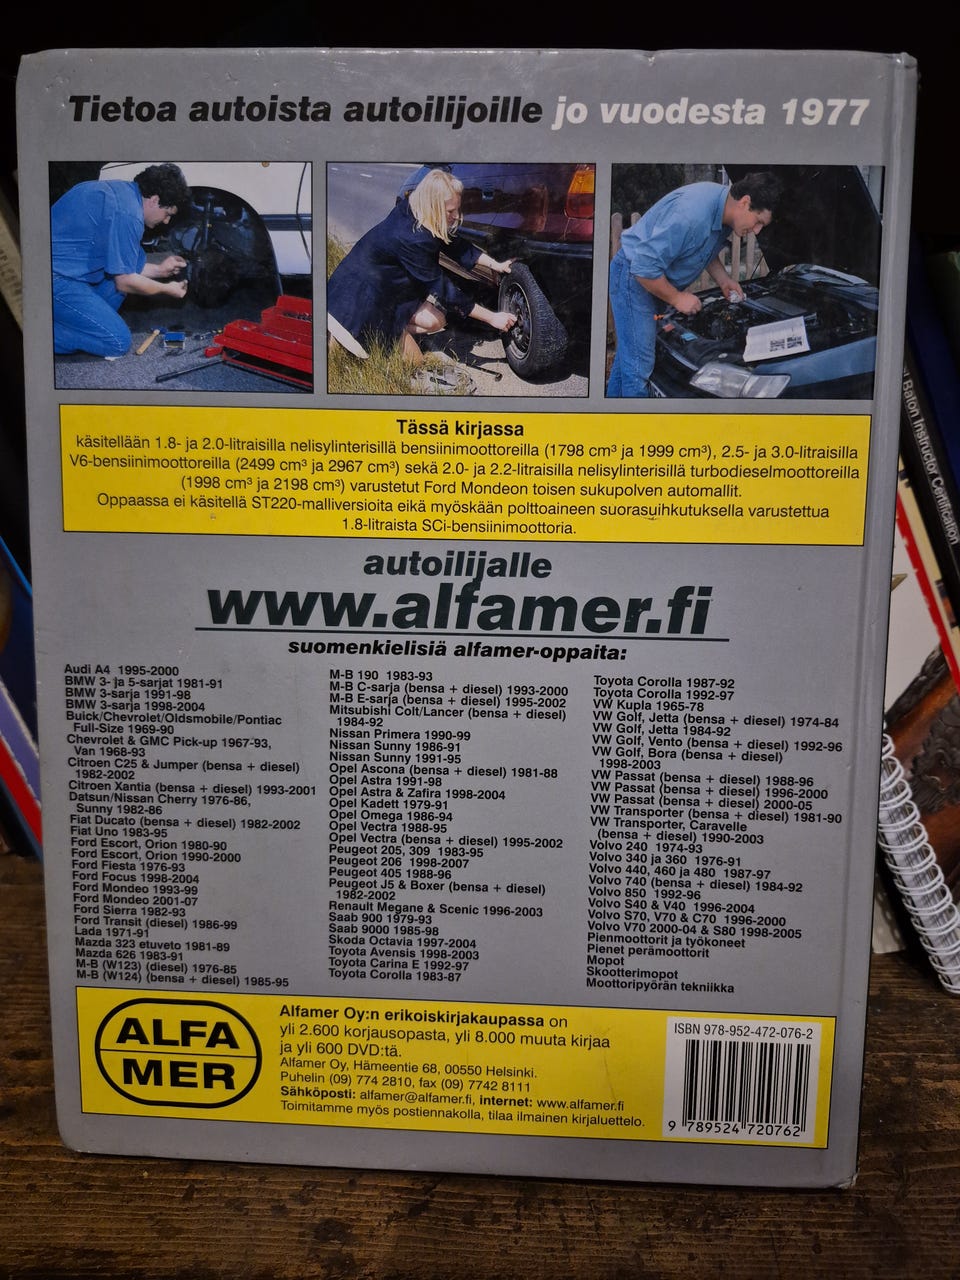 Tietoa autoista autoilijoille jo vuodesta 1977
Tässä kirjassa
käsitellään 1.8- ja 2.0-litraisilla nelisylinterisillä bensiinimoottoreilla (1798 cm³ ja 1999 cm³), 2.5- ja 3.0-litraisilla
V6-bensiinimoottoreilla (2499 cm³ ja 2967 cm³) sekä 2.0- ja 2.2-litraisilla nelisylinterisillä turbodieselmoottoreilla
(1998 cm³ ja 2198 cm³) varustetut Ford Mondeon toisen sukupolven automallit.
Oppaassa ei käsitellä ST220-malliversioita eikä myöskään polttoaineen suorasuihkutuksella varustettua
1.8-litraista SCi-bensiinimoottoria.
autoilijalle
www.alfamer.fi
suomenkielisiä alfamer-oppaita:
Audi A4 1995-2000
BMW 3- ja 5-sarjat 1981-91
BMW 3-sarja 1991-98
BMW 3-sarja 1998-2004
Buick/Chevrolet/Oldsmobile/Pontiac
Full-Size 1969-90
Chevrolet & GMC Pick-up 1967-93,
Van 1968-93
Citroen C25 & Jumper (bensa + diesel)
1982-2002
Citroen Xantia (bensa + diesel) 1993-2001
Datsun/Nissan Cherry 1976-86,
Sunny 1982-86
Fiat Ducato (bensa + diesel) 1982-2002
Fiat Uno 1983-95
Ford Escort, Orion 1980-90
Ford Escort, Orion 1990-2000
Ford Fiesta 1976-93
Ford Focus 1998-2004
Ford Mondeo 1993-99
Ford Mondeo 2001-07
Ford Sierra 1982-93
Ford Transit (diesel) 1986-99
Lada 1971-91
Mazda 323 etuveto 1981-89
Mazda 626 1983-91
M-B (W123) (diesel) 1976-85
M-B (W124) (bensa + diesel) 1985-95
M-B 190 1983-93
M-B C-sarja (bensa + diesel) 1993-2000
M-B E-sarja (bensa + diesel) 1995-2002
Mitsubishi Colt/Lancer (bensa + diesel)
1984-92
Nissan Primera 1990-99
Nissan Sunny 1986-91
Nissan Sunny 1991-95
Opel Ascona (bensa + diesel) 1981-88
Opel Astra 1991-98
Opel Astra & Zafira 1998-2004
Opel Kadett 1979-91
Opel Omega 1986-94
Opel Vectra 1988-95
Opel Vectra (bensa + diesel) 1995-2002
Peugeot 205, 309 1983-95
Peugeot 206 1998-2007
Peugeot 405 1988-96
Peugeot J5 & Boxer (bensa + diesel)
1982-2002
Renault Megane & Scenic 1996-2003
Saab 900 1979-93
Saab 9000 1985-98
Skoda Octavia 1997-2004
Toyota Avensis 1998-2003
Toyota Carina E 1992-97
Toyota Corolla 1983-87
Toyota Corolla 1987-92
Toyota Corolla 1992-97
VW Kupla 1965-78
VW Golf, Jetta (bensa + diesel) 1974-84
VW Golf, Jetta 1984-92
VW Golf, Vento (bensa + diesel) 1992-96
VW Golf, Bora (bensa + diesel)
1998-2003
VW Passat (bensa + diesel) 1988-96
VW Passat (bensa + diesel) 1996-2000
VW Passat (bensa + diesel) 2000-05
VW Transporter (bensa + diesel) 1981-90
VW Transporter, Caravelle
(bensa + diesel) 1990-2003
Volvo 240 1974-93
Volvo 340 ja 360 1976-91
Volvo 440, 460 ja 480 1987-97
Volvo 740 (bensa + diesel) 1984-92
Volvo 850 1992-96
Volvo S40 & V40 1996-2004
Volvo S70, V70 & C70 1996-2000
Volvo V70 2000-04 & S80 1998-2005
Pienmoottorit ja työkoneet
Pienet perämoottorit
Mopot
Skootterimopot
Moottoripyörän tekniikka
ALFA
MER
Alfamer Oy:n erikoiskirjakaupassa on
yli 2.600 korjausopasta, yli 8.000 muuta kirjaa
ja yli 600 DVD:tä.
Alfamer Oy, Hämeentie 68, 00550 Helsinki.
Puhelin (09) 774 2810, fax (09) 7742 8111
Sähköposti: alfamer@alfamer.fi, internet: www.alfamer.fi
Toimitamme myös postiennakolla, tilaa ilmainen kirjaluettelo.
ISBN 978-952-472-076-2
9 789524 720762
Baton Instructor Certification